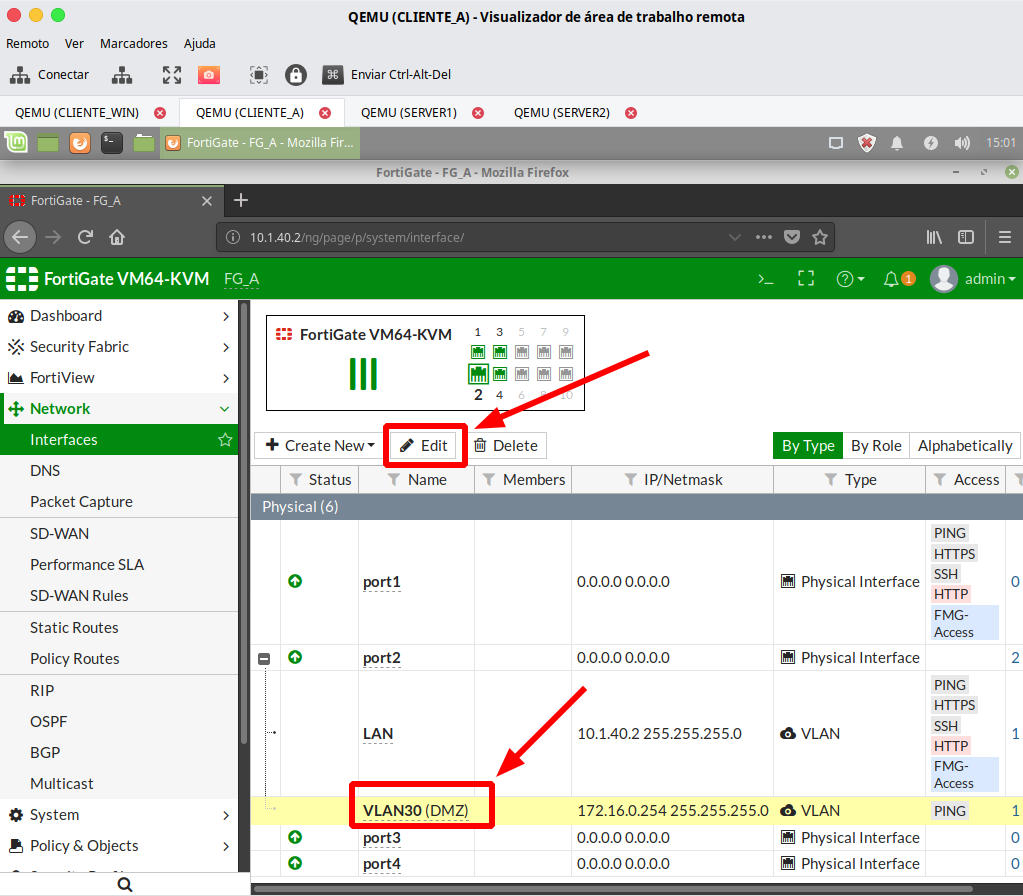 QEMU (CLIENTE_A) - Visualizador de área de trabalho remota
Remoto Ver Marcadores Ajuda
Conectar Enviar Ctrl-Alt-Del
QEMU (CLIENTE_WIN) QEMU (CLIENTE_A) QEMU (SERVER1) QEMU (SERVER2)
FortiGate - FG_A - Mozilla Fir... 15:01
FortiGate - FG_A - Mozilla Firefox
FortiGate - FG_A
10.1.40.2/ng/page/p/system/interface/
FortiGate VM64-KVM FG_A >_ 1 admin
Dashboard
Security Fabric
FortiView
Network
Interfaces
DNS
Packet Capture
SD-WAN
Performance SLA
SD-WAN Rules
Static Routes
Policy Routes
RIP
OSPF
BGP
Multicast
System
Policy & Objects
FortiGate VM64-KVM
1 3 5 7 9
2 4 6 8 10
Create New Edit Delete By Type By Role Alphabetically
Status Name Members IP/Netmask Type Access
Physical (6)
port1 0.0.0.0 0.0.0.0 Physical Interface PING HTTPS SSH HTTP FMG-Access 0
port2 0.0.0.0 0.0.0.0 Physical Interface 2
LAN 10.1.40.2 255.255.255.0 VLAN PING HTTPS SSH HTTP FMG-Access 1
VLAN30 (DMZ) 172.16.0.254 255.255.255.0 VLAN PING 1
port3 0.0.0.0 0.0.0.0 Physical Interface 0
port4 0.0.0.0 0.0.0.0 Physical Interface 0